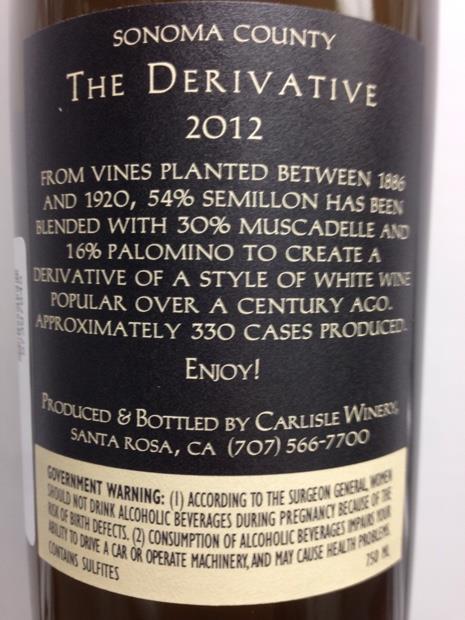 SONOMA COUNTY
THE DERIVATIVE
2012
FROM VINES PLANTED BETWEEN 1886
AND 1920, 54% SEMILLON HAS BEEN
BLENDED WITH 30% MUSCADELLE AND
16% PALOMINO TO CREATE A
DERIVATIVE OF A STYLE OF WHITE WINE
POPULAR OVER A CENTURY AGO.
APPROXIMATELY 330 CASES PRODUCED.
ENJOY!
PRODUCED & BOTTLED BY CARLISLE WINERY,
SANTA ROSA, CA (707) 566-7700
GOVERNMENT WARNING: (1) ACCORDING TO THE SURGEON GENERAL, WOMEN
SHOULD NOT DRINK ALCOHOLIC BEVERAGES DURING PREGNANCY BECAUSE OF THE
RISK OF BIRTH DEFECTS. (2) CONSUMPTION OF ALCOHOLIC BEVERAGES IMPAIRS YOUR
ABILITY TO DRIVE A CAR OR OPERATE MACHINERY, AND MAY CAUSE HEALTH PROBLEMS.
CONTAINS SULFITES 750 ML